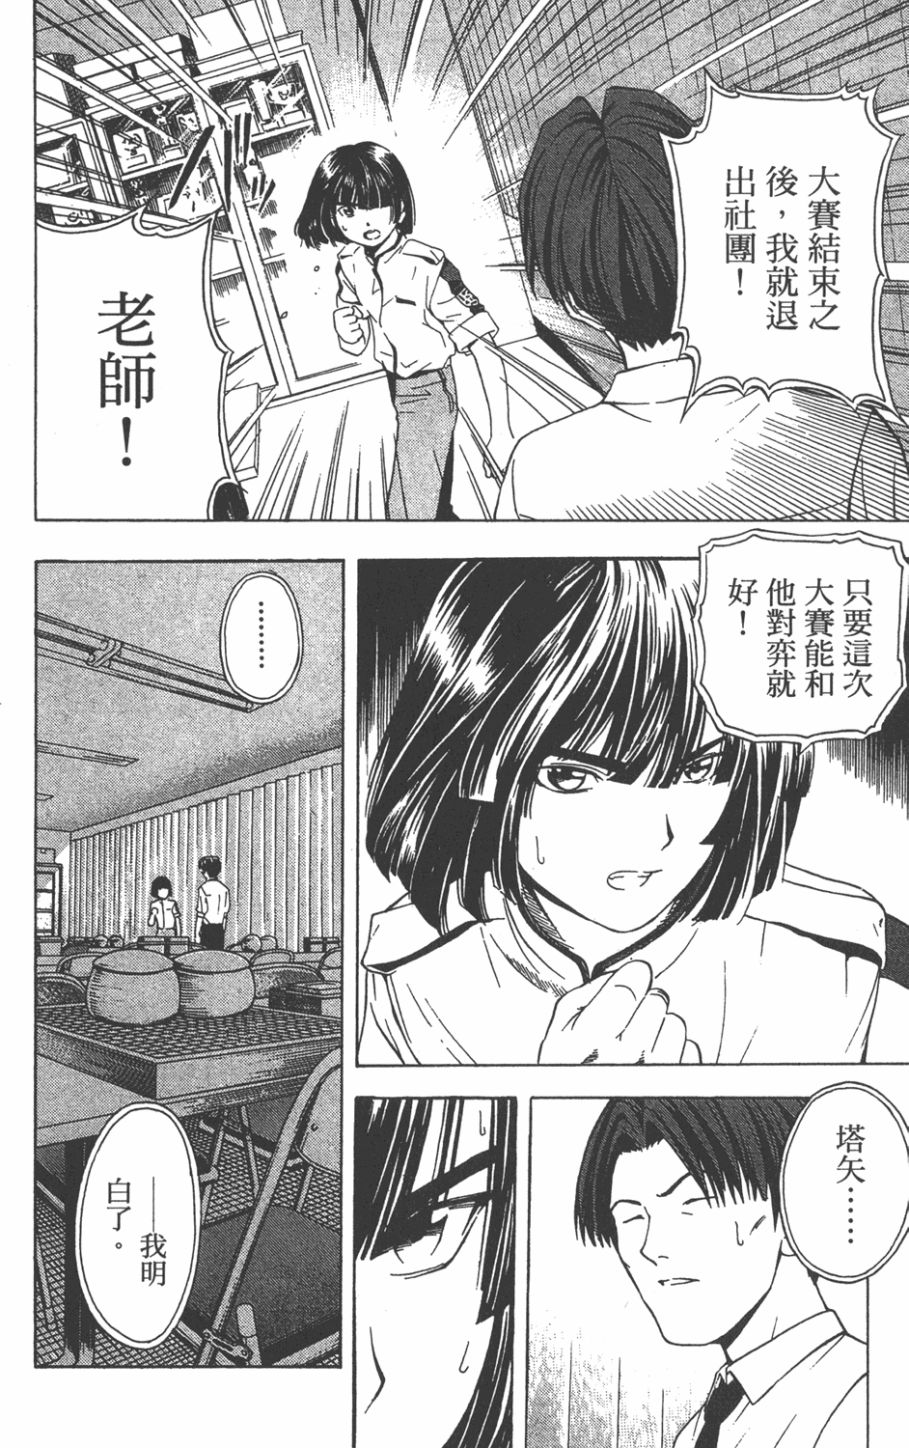 大賽結束之
後，我就退
出社團！
老師！
只要這次
大賽能和
他對弈就
好！
塔矢……
………
──我明
白了。